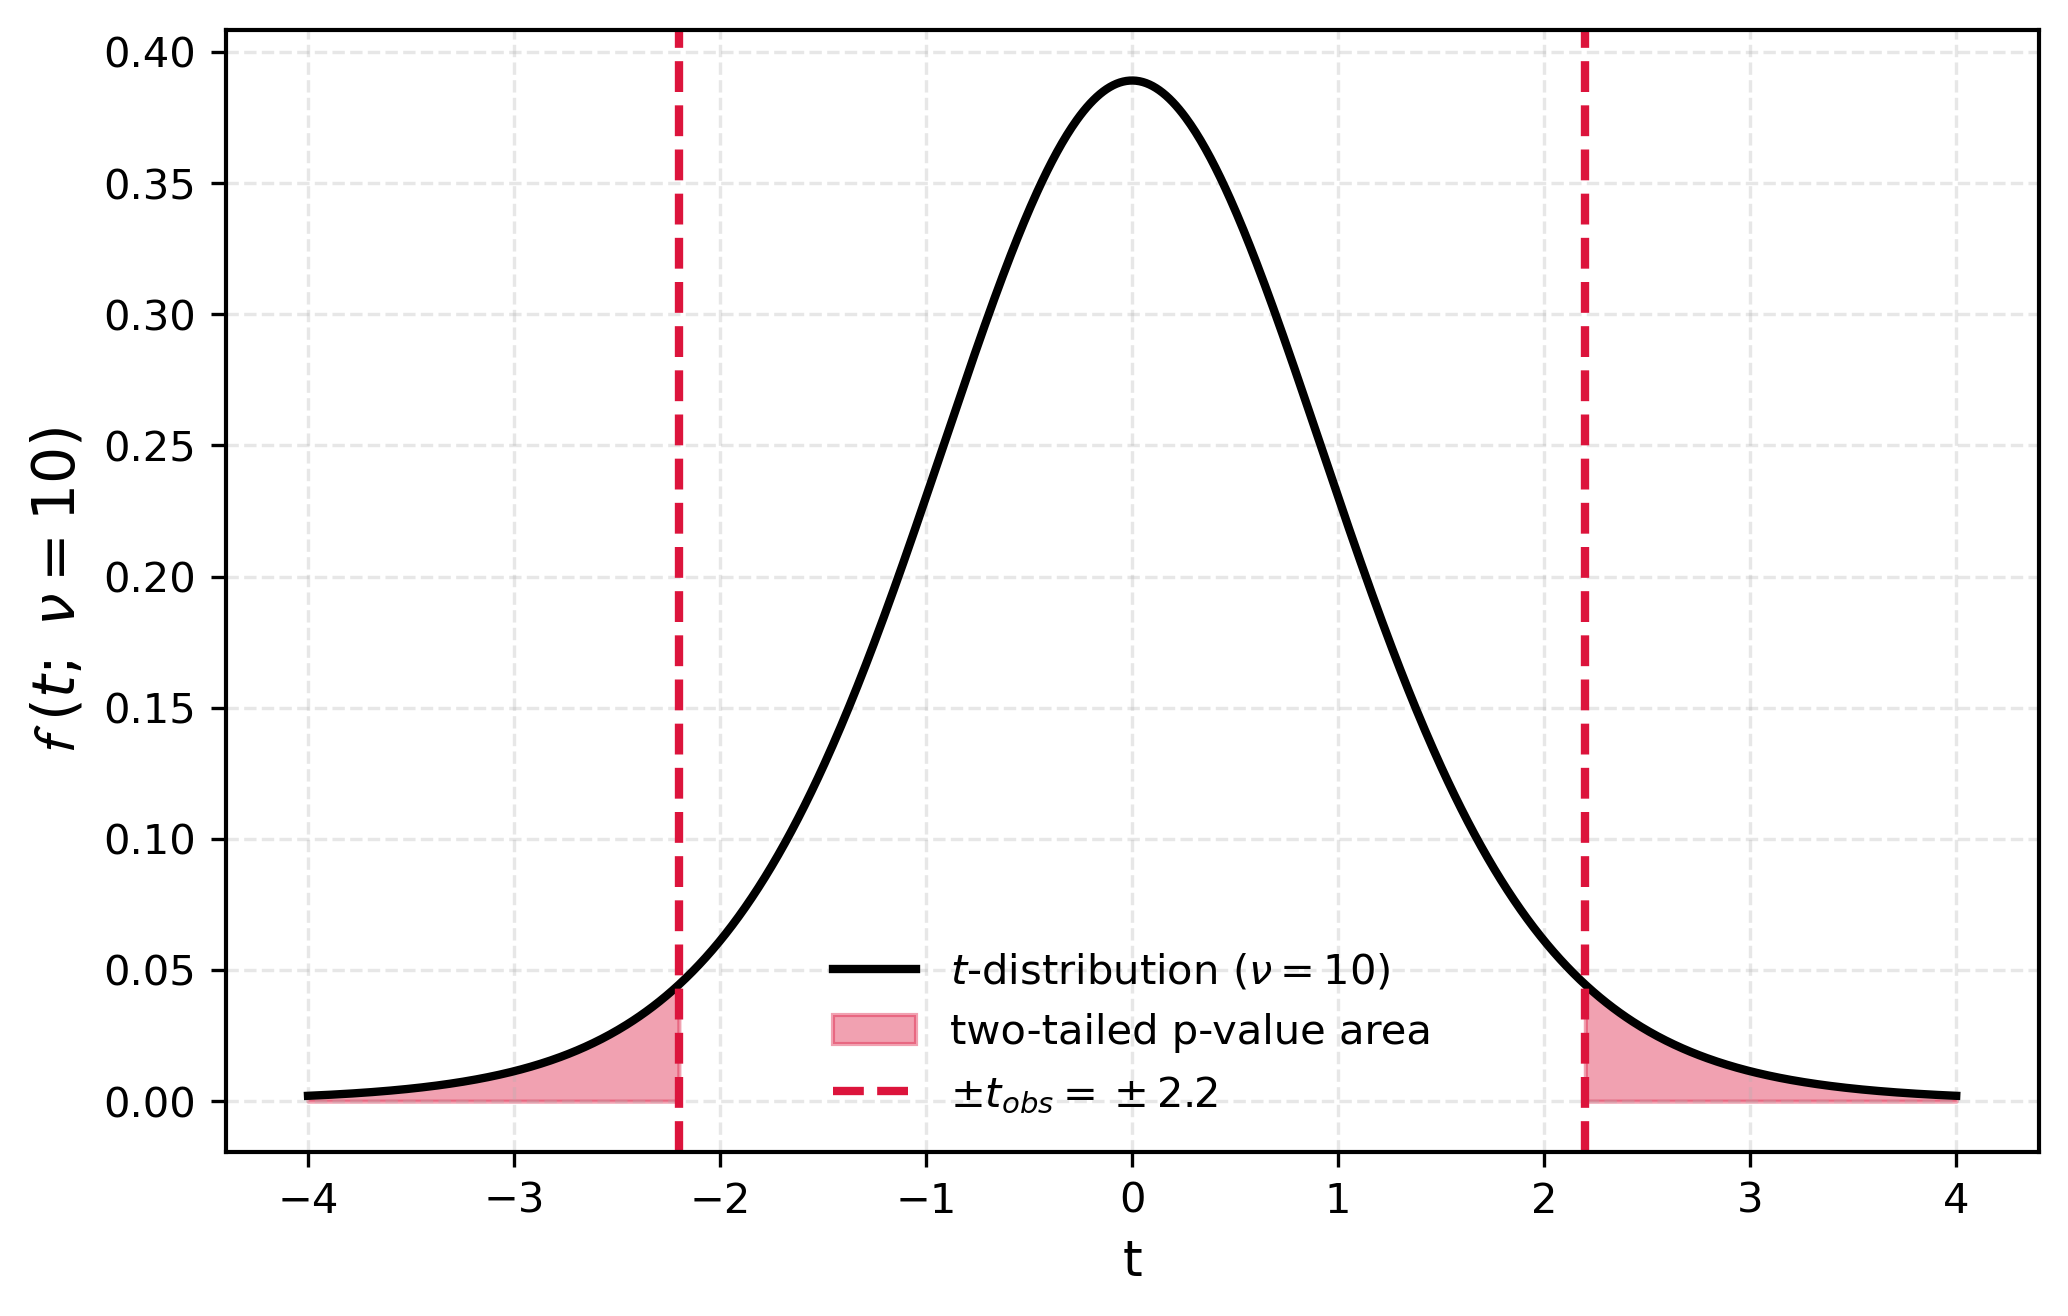 0.40
0.35
0.30
0.25
0.20
0.15
0.10
0.05
0.00
f(t; ν = 10)
t-distribution (ν = 10)
two-tailed p-value area
±t_obs = ±2.2
−4 −3 −2 −1 0 1 2 3 4
t